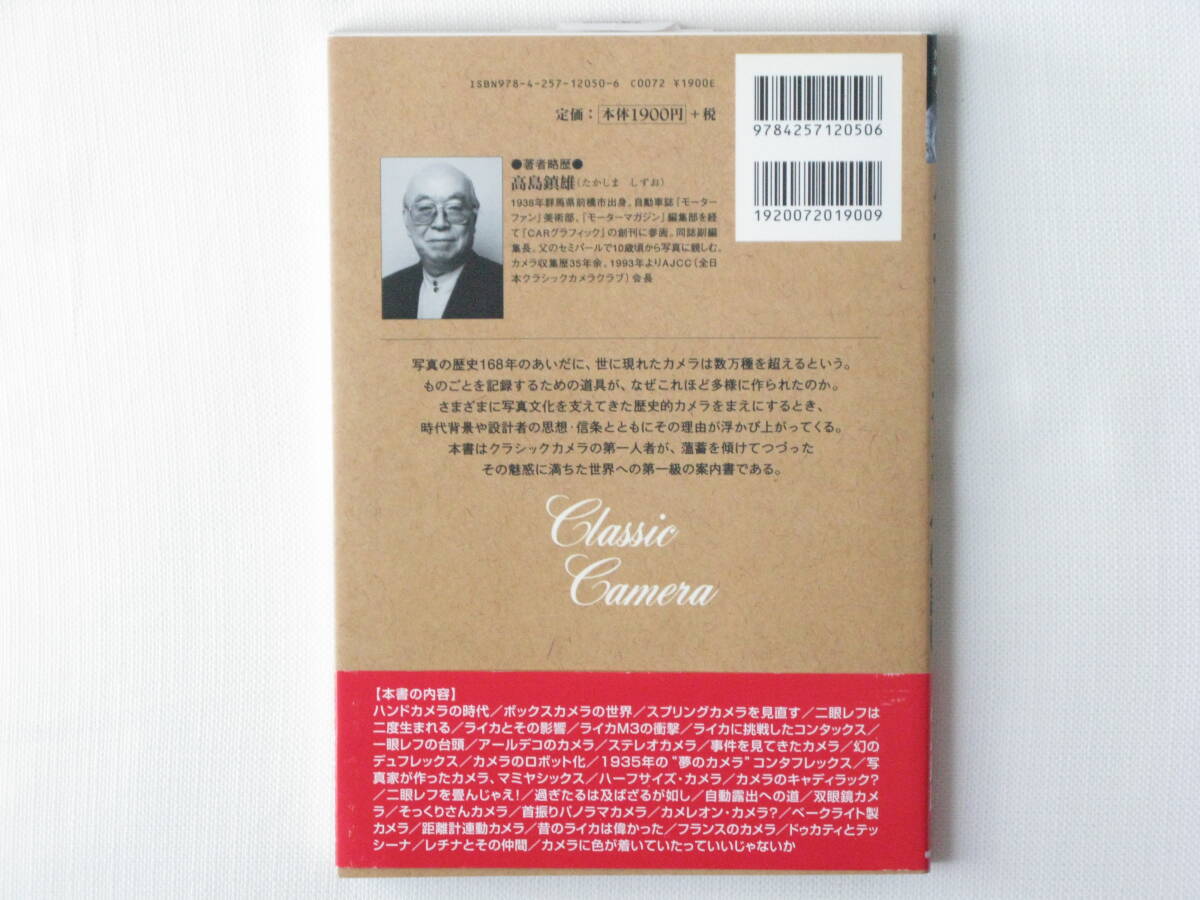 ISBN978-4-257-12050-6 C0072 ¥1900E
定価：本体1900円＋税
9784257120506
1920072019009
●著者略歴●
高島鎮雄（たかしま しずお）
1938年群馬県前橋市出身。自動車誌『モーター
ファン』美術部、『モーターマガジン』編集部を経
て『CARグラフィック』の創刊に参画。同誌副編
集長。父のセミパールで10歳頃から写真に親しむ。
カメラ収集歴35年余。1993年よりAJCC（全日
本クラシックカメラクラブ）会長
写真の歴史168年のあいだに、世に現れたカメラは数万種を超えるという。
ものごとを記録するための道具が、なぜこれほど多様に作られたのか。
さまざまに写真文化を支えてきた歴史的カメラをまえにするとき、
時代背景や設計者の思想・信条とともにその理由が浮かび上がってくる。
本書はクラシックカメラの第一人者が、薀蓄を傾けてつづった
その魅惑に満ちた世界への第一級の案内書である。
Classic
Camera
【本書の内容】
ハンドカメラの時代／ボックスカメラの世界／スプリングカメラを見直す／二眼レフは
二度生まれる／ライカとその影響／ライカM3の衝撃／ライカに挑戦したコンタックス／
一眼レフの台頭／アールデコのカメラ／ステレオカメラ／事件を見てきたカメラ／幻の
デュフレックス／カメラのロボット化／1935年の“夢のカメラ”コンタフレックス／写
真家が作ったカメラ、マミヤシックス／ハーフサイズ・カメラ／カメラのキャディラック？
／二眼レフを畳んじゃえ！／過ぎたるは及ばざるが如し／自動露出への道／双眼鏡カメ
ラ／そっくりさんカメラ／首振りパノラマカメラ／カメレオン・カメラ？／ベークライト製
カメラ／距離計連動カメラ／昔のライカは偉かった／フランスのカメラ／ドゥカティとテッ
シーナ／レチナとその仲間／カメラに色が着いていたっていいじゃないか